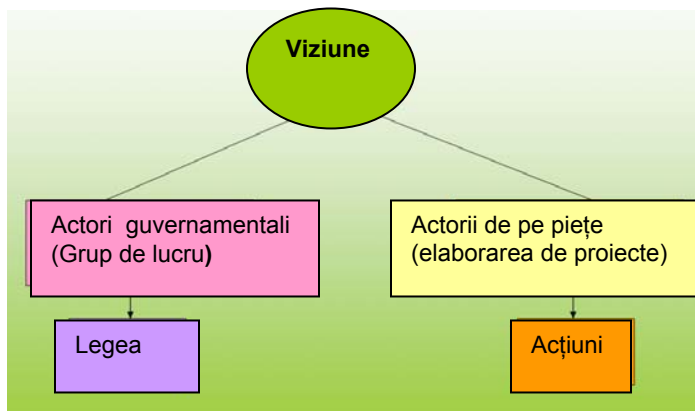 Viziune
Actori guvernamentali
(Grup de lucru)
Actorii de pe piețe
(elaborarea de proiecte)
Legea
Acțiuni